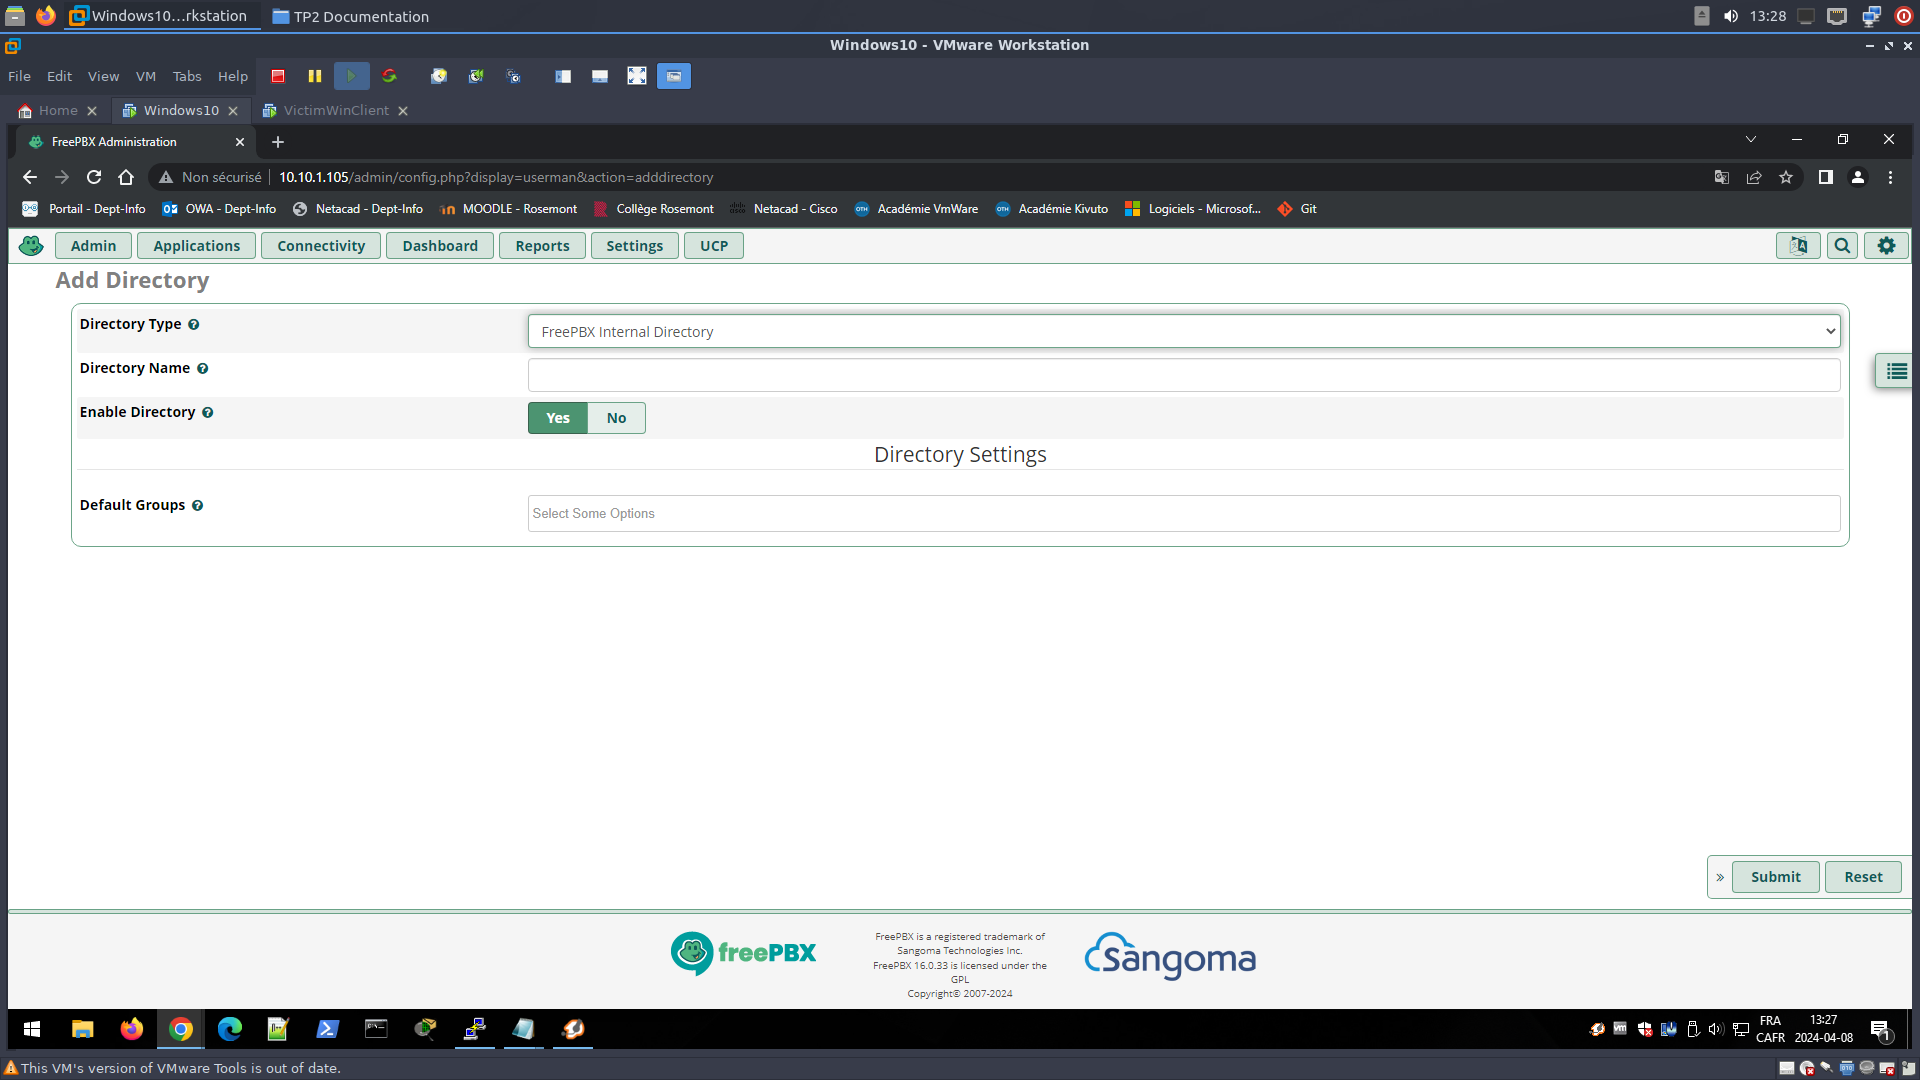 Windows10...rkstation
TP2 Documentation
13:28
Windows10 - VMware Workstation
File Edit View VM Tabs Help
Home
Windows10
VictimWinClient
FreePBX Administration
Non sécurisé
10.10.1.105/admin/config.php?display=userman&action=adddirectory
Portail - Dept-Info
OWA - Dept-Info
Netacad - Dept-Info
MOODLE - Rosemont
Collège Rosemont
Netacad - Cisco
Académie VmWare
Académie Kivuto
Logiciels - Microsof...
Git
Admin
Applications
Connectivity
Dashboard
Reports
Settings
UCP
Add Directory
Directory Type
FreePBX Internal Directory
Directory Name
Enable Directory
Yes
No
Directory Settings
Default Groups
Select Some Options
»
Submit
Reset
freePBX
FreePBX is a registered trademark of
Sangoma Technologies Inc.
FreePBX 16.0.33 is licensed under the
GPL
Copyright© 2007-2024
Sangoma
FRA
CAFR
13:27
2024-04-08
1
This VM's version of VMware Tools is out of date.